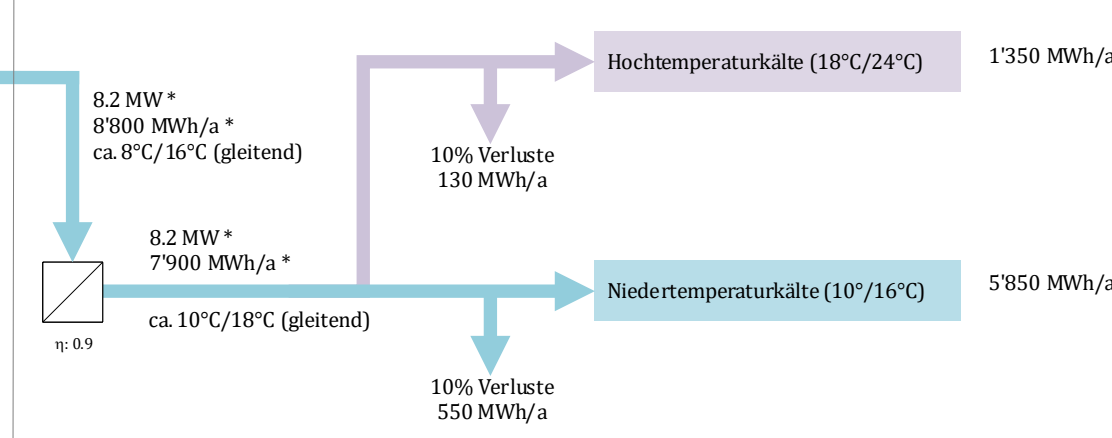 Hochtemperaturkälte (18°C/24°C)
1'350 MWh/a
8.2 MW *
8'800 MWh/a *
ca. 8°C/16°C (gleitend)
10% Verluste
130 MWh/a
8.2 MW *
7'900 MWh/a *
Niedertemperaturkälte (10°/16°C)
5'850 MWh/a
ca. 10°C/18°C (gleitend)
η: 0.9
10% Verluste
550 MWh/a